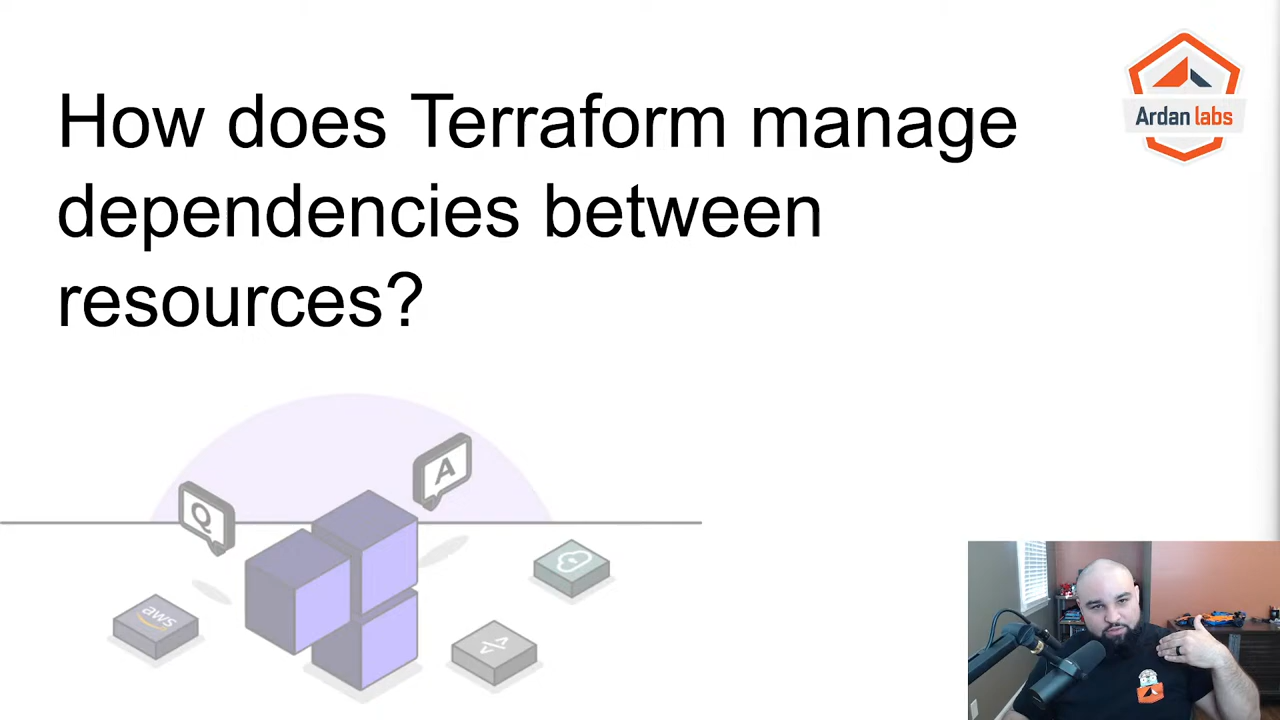 How does Terraform manage
dependencies between
resources?
Ardan labs
Q
A
aws